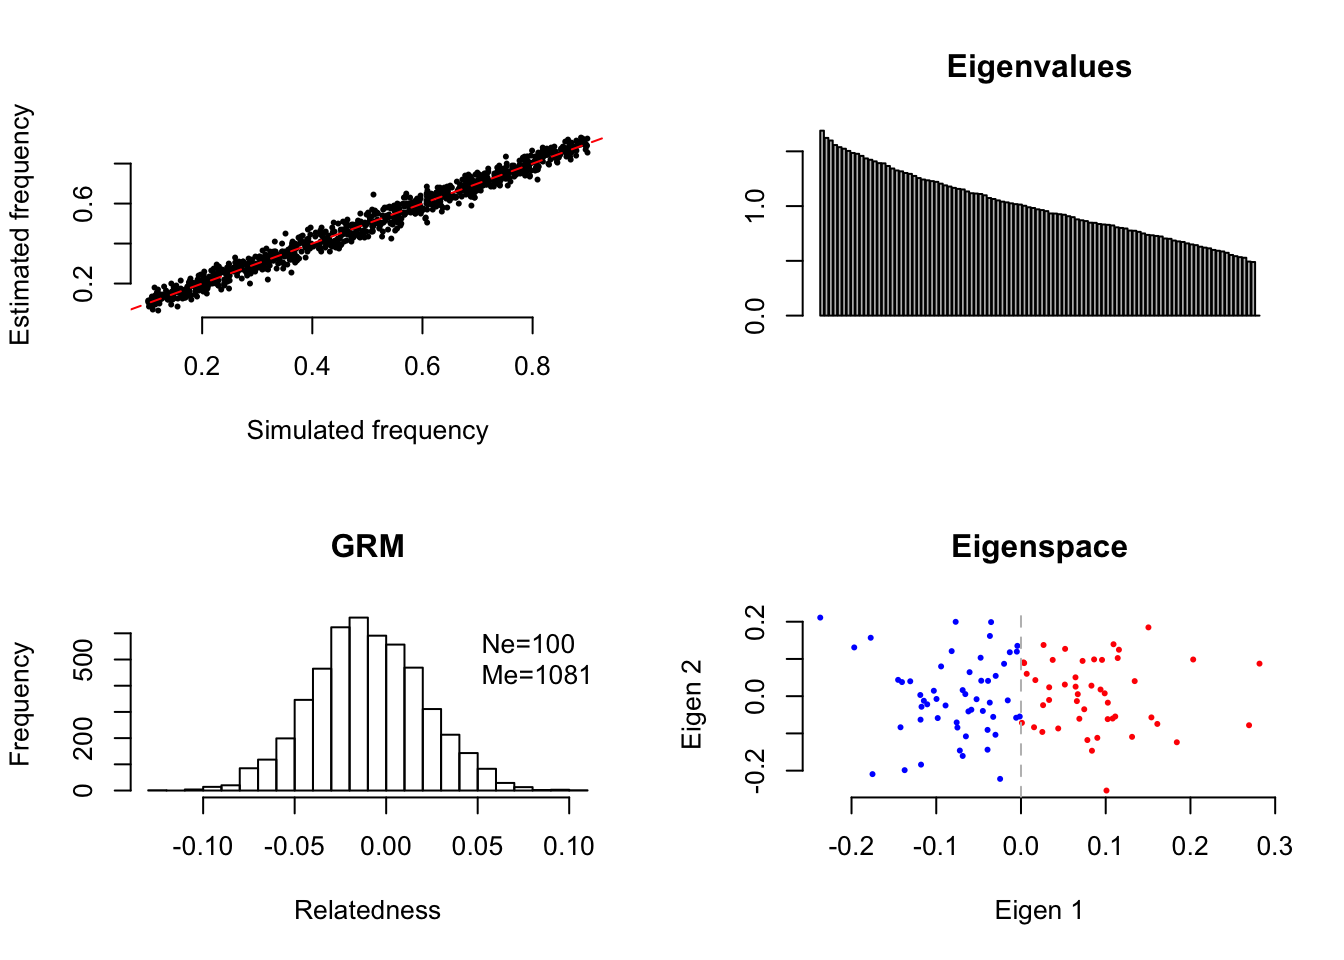 Estimated frequency
0.2 0.6
0.2 0.4 0.6 0.8
Simulated frequency
Eigenvalues
0.0 1.0
GRM
Frequency
0 200 500
Ne=100
Me=1081
-0.10 -0.05 0.00 0.05 0.10
Relatedness
Eigenspace
Eigen 2
-0.2 0.0 0.2
-0.2 -0.1 0.0 0.1 0.2 0.3
Eigen 1